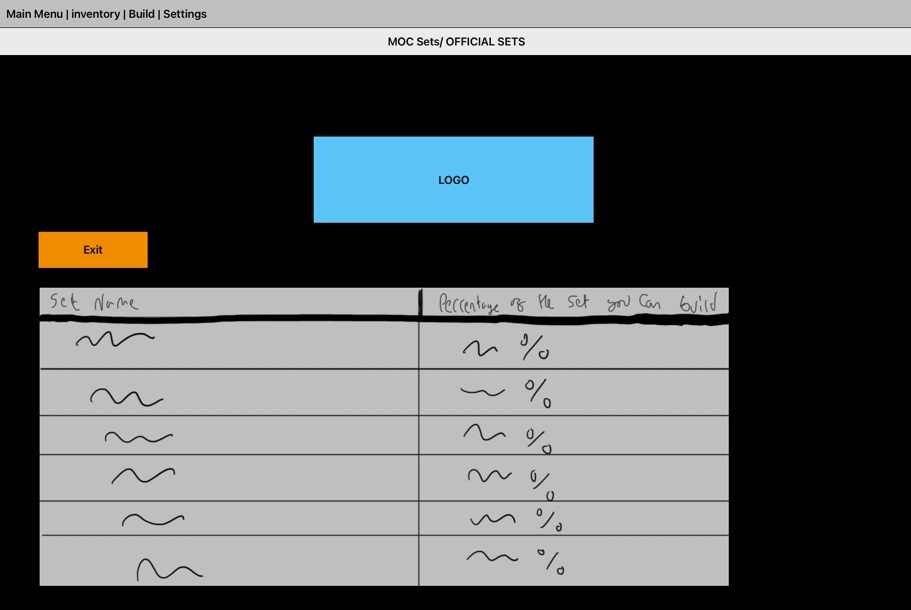 Main Menu | inventory | Build | Settings
MOC Sets/ OFFICIAL SETS
LOGO
Exit
Set Name Percentage of the Set you Can build
%
%
%
%
%
%